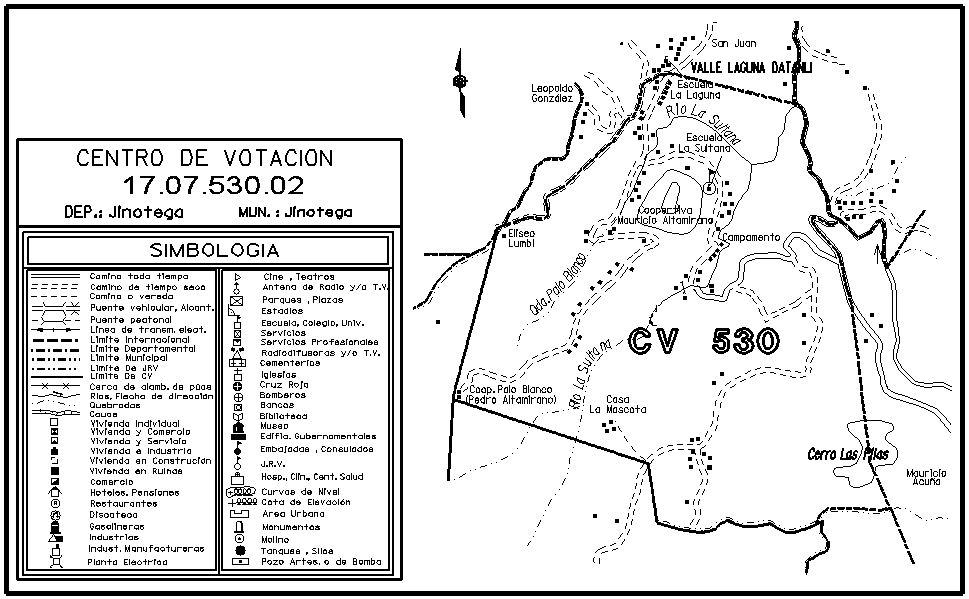 CENTRO DE VOTACION
17.07.530.02
DEP.: Jinotega MUN.: Jinotega
SIMBOLOGIA
Camino todo tiempo
Camino de tiempo seco
Camino o vereda
Puente vehicular, Alcant.
Puente peatonal
Linea de transm. elect.
Limite Internacional
Limite Departamental
Limite Municipal
Limite De JRV
Limite De CV
Cerca de alamb. de púas
Rios, Flecha de dirección
Quebradas
Cauce
Vivienda Individual
Vivienda y Comercio
Vivienda y Servicio
Vivienda e Industria
Vivienda en Construción
Vivienda en Ruinas
Comercio
Hoteles, Pensiones
Restaurantes
Discoteca
Gasolineras
Industrias
Indust. Manufactureras
Planta Electrica
Cine , Teatros
Antena de Radio y/o T.V.
Parques , Plazas
Estadios
Escuela, Colegio, Univ.
Servicios
Servicios Profesionales
Radiodifusoras y/o T.V.
Cementerios
Iglesias
Cruz Roja
Bomberos
Bancos
Biblioteca
Museo
Edific. Gubernamentales
Embajadas , Consulados
J.R.V.
Hosp., Clin., Cent. Salud
Curvas de Nivel
Cota de Elevación
Area Urbana
Monumentos
Molino
Tanques , Silos
Pozo Artes. o de Bomba
San Juan
VALLE LAGUNA DATANLI
Escuela
La Laguna
Leopoldo
González
Río La Sultana
Escuela
La Sultana
Cooperativa
Mauricio Altamirano
Eliseo
Lumbi
Campamento
Qda. Palo Blanco
CV 530
Río La Sultana
Coop. Palo Blanco
(Pedro Altamirano)
Casa
La Mascota
Cerro Las Pilas
Mauricio
Acuña